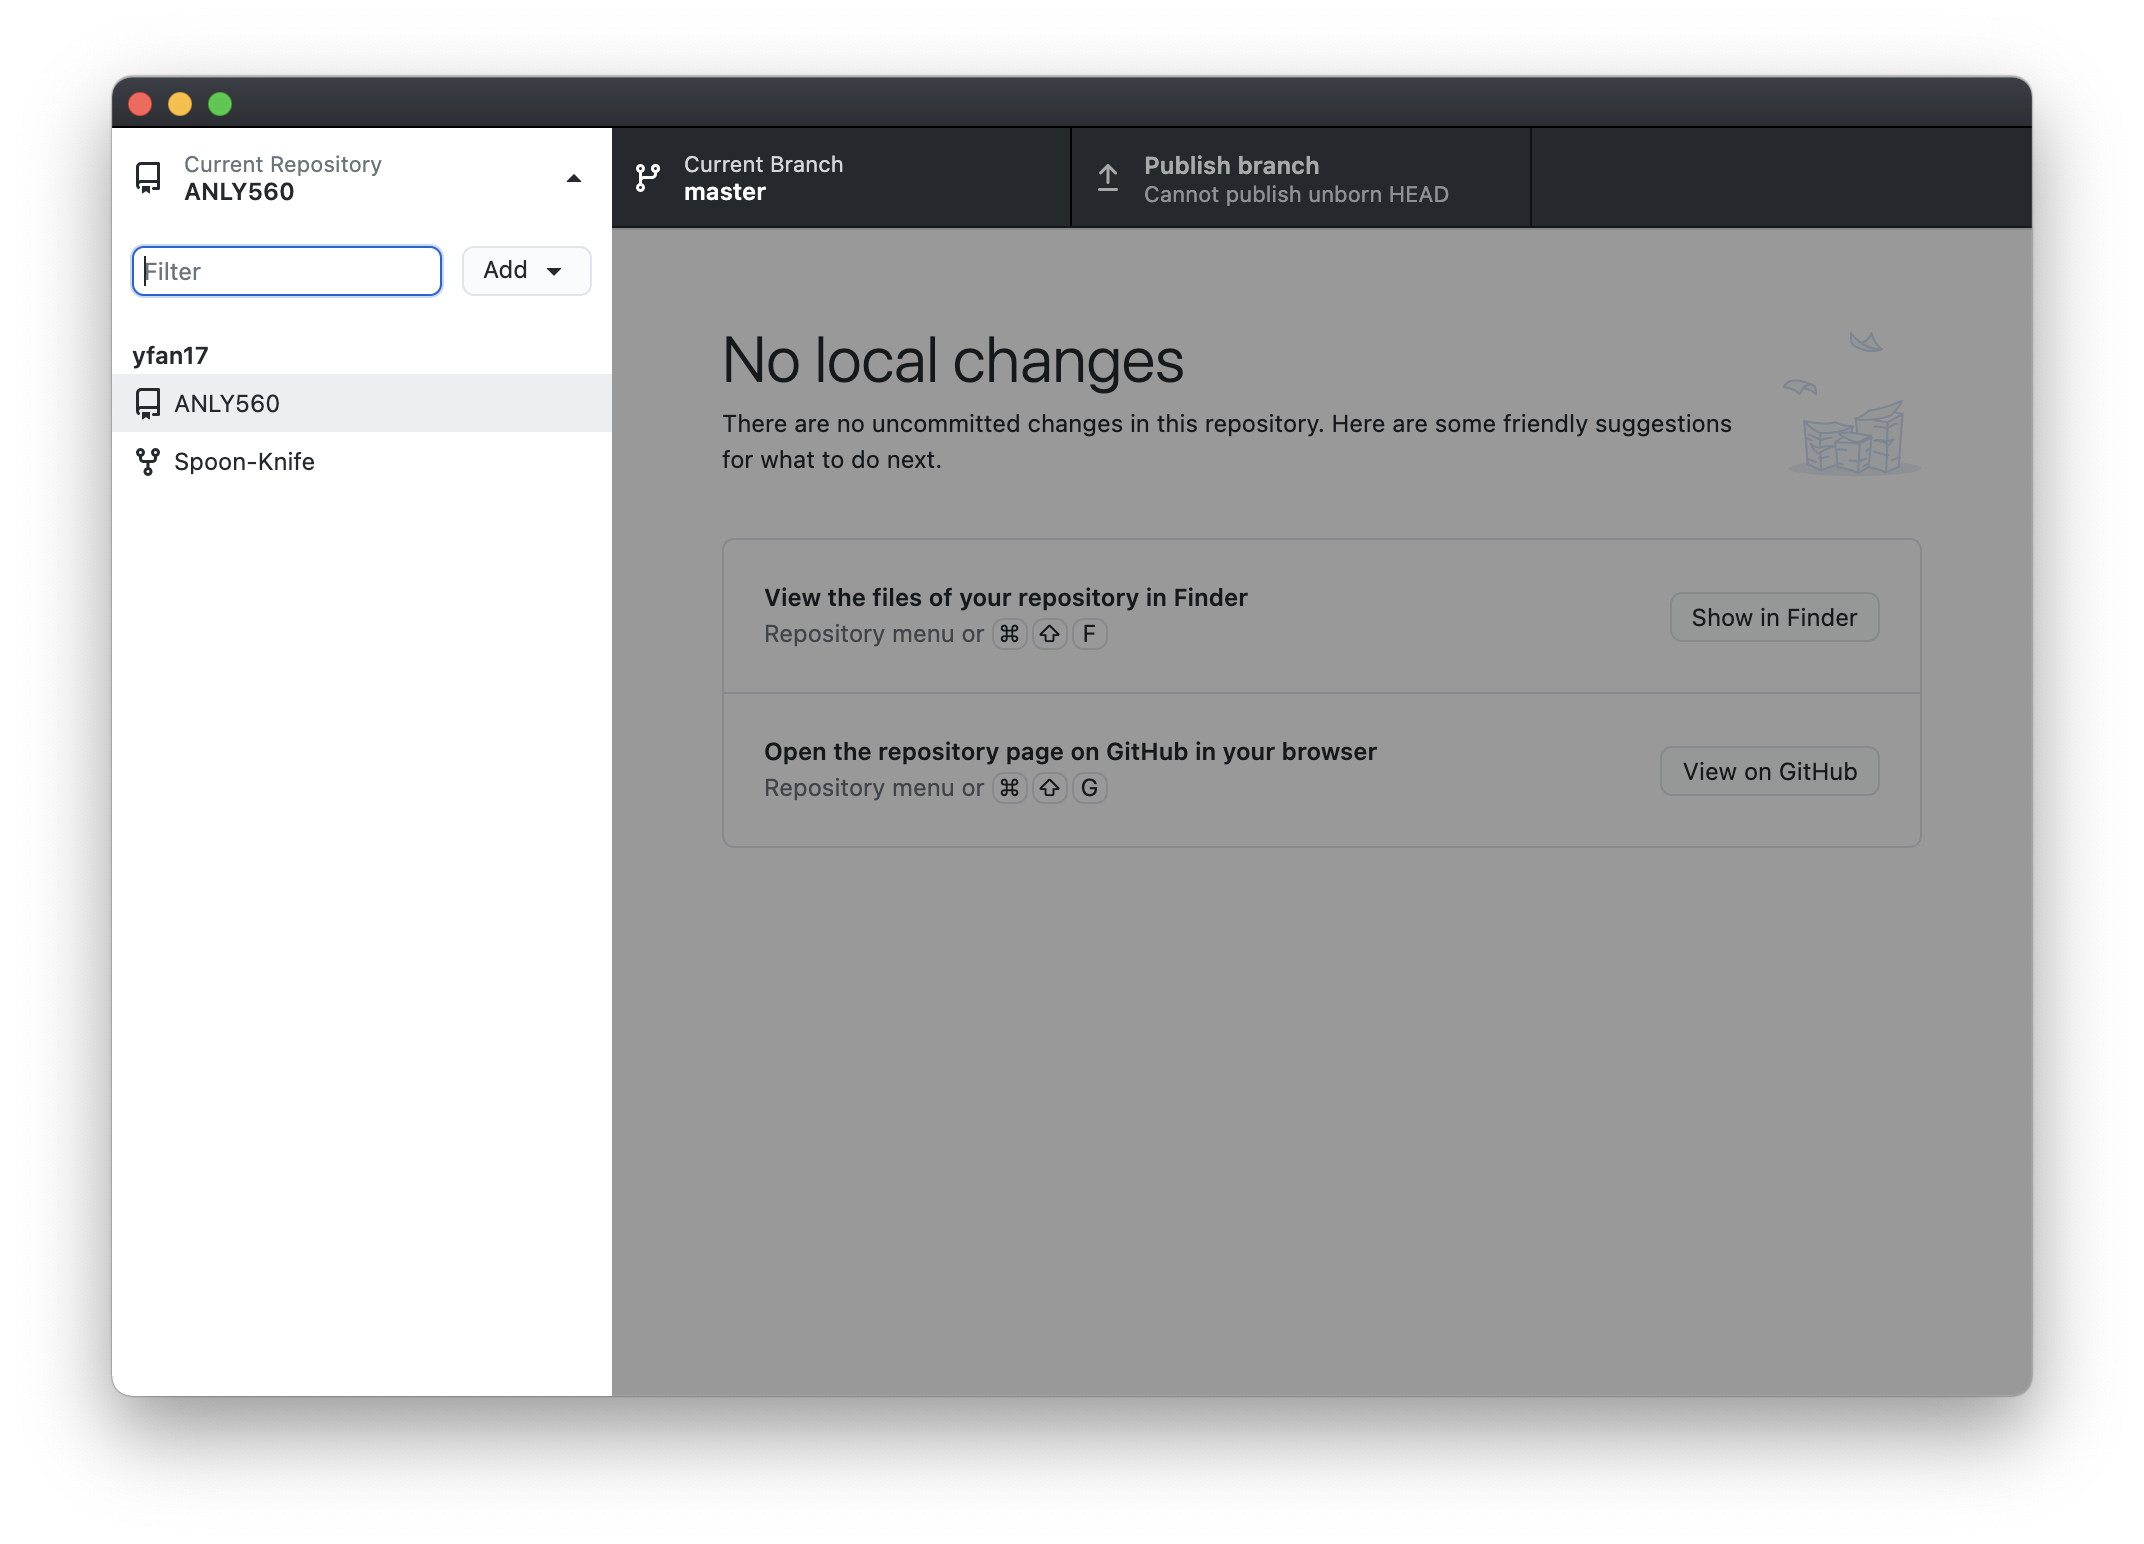 Current Repository
ANLY560
Current Branch
master
Publish branch
Cannot publish unborn HEAD
Filter
Add
yfan17
ANLY560
Spoon-Knife
No local changes
There are no uncommitted changes in this repository. Here are some friendly suggestions
for what to do next.
View the files of your repository in Finder
Repository menu or ⌘ ⇧ F
Show in Finder
Open the repository page on GitHub in your browser
Repository menu or ⌘ ⇧ G
View on GitHub